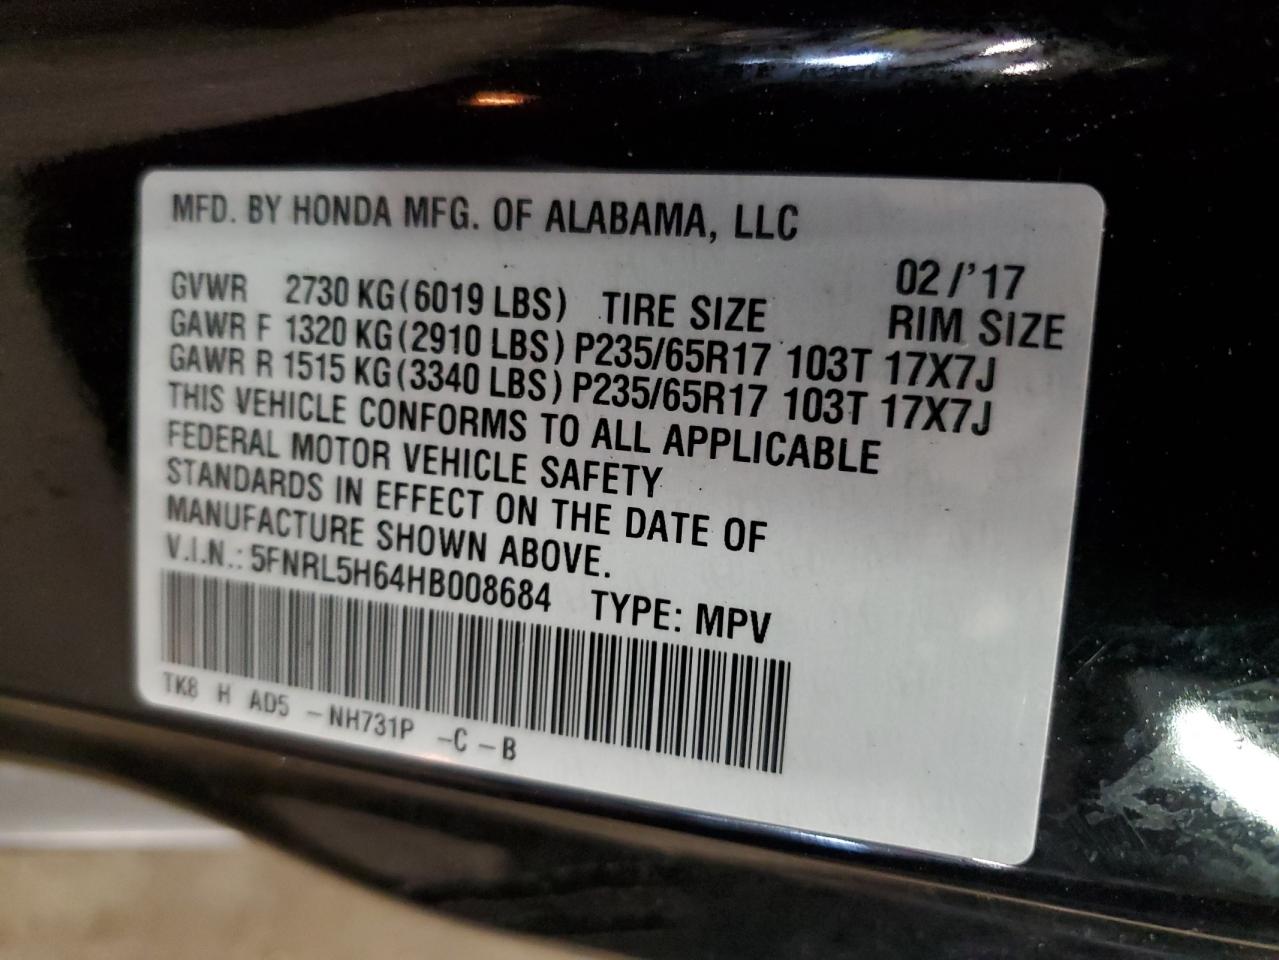 MFD. BY HONDA MFG. OF ALABAMA, LLC
02/'17
GVWR 2730 KG(6019 LBS) TIRE SIZE RIM SIZE
GAWR F 1320 KG(2910 LBS) P235/65R17 103T 17X7J
GAWR R 1515 KG(3340 LBS) P235/65R17 103T 17X7J
THIS VEHICLE CONFORMS TO ALL APPLICABLE
FEDERAL MOTOR VEHICLE SAFETY
STANDARDS IN EFFECT ON THE DATE OF
MANUFACTURE SHOWN ABOVE.
V.I.N.: 5FNRL5H64HB008684 TYPE: MPV
TK8 H AD5 -NH731P -C-B